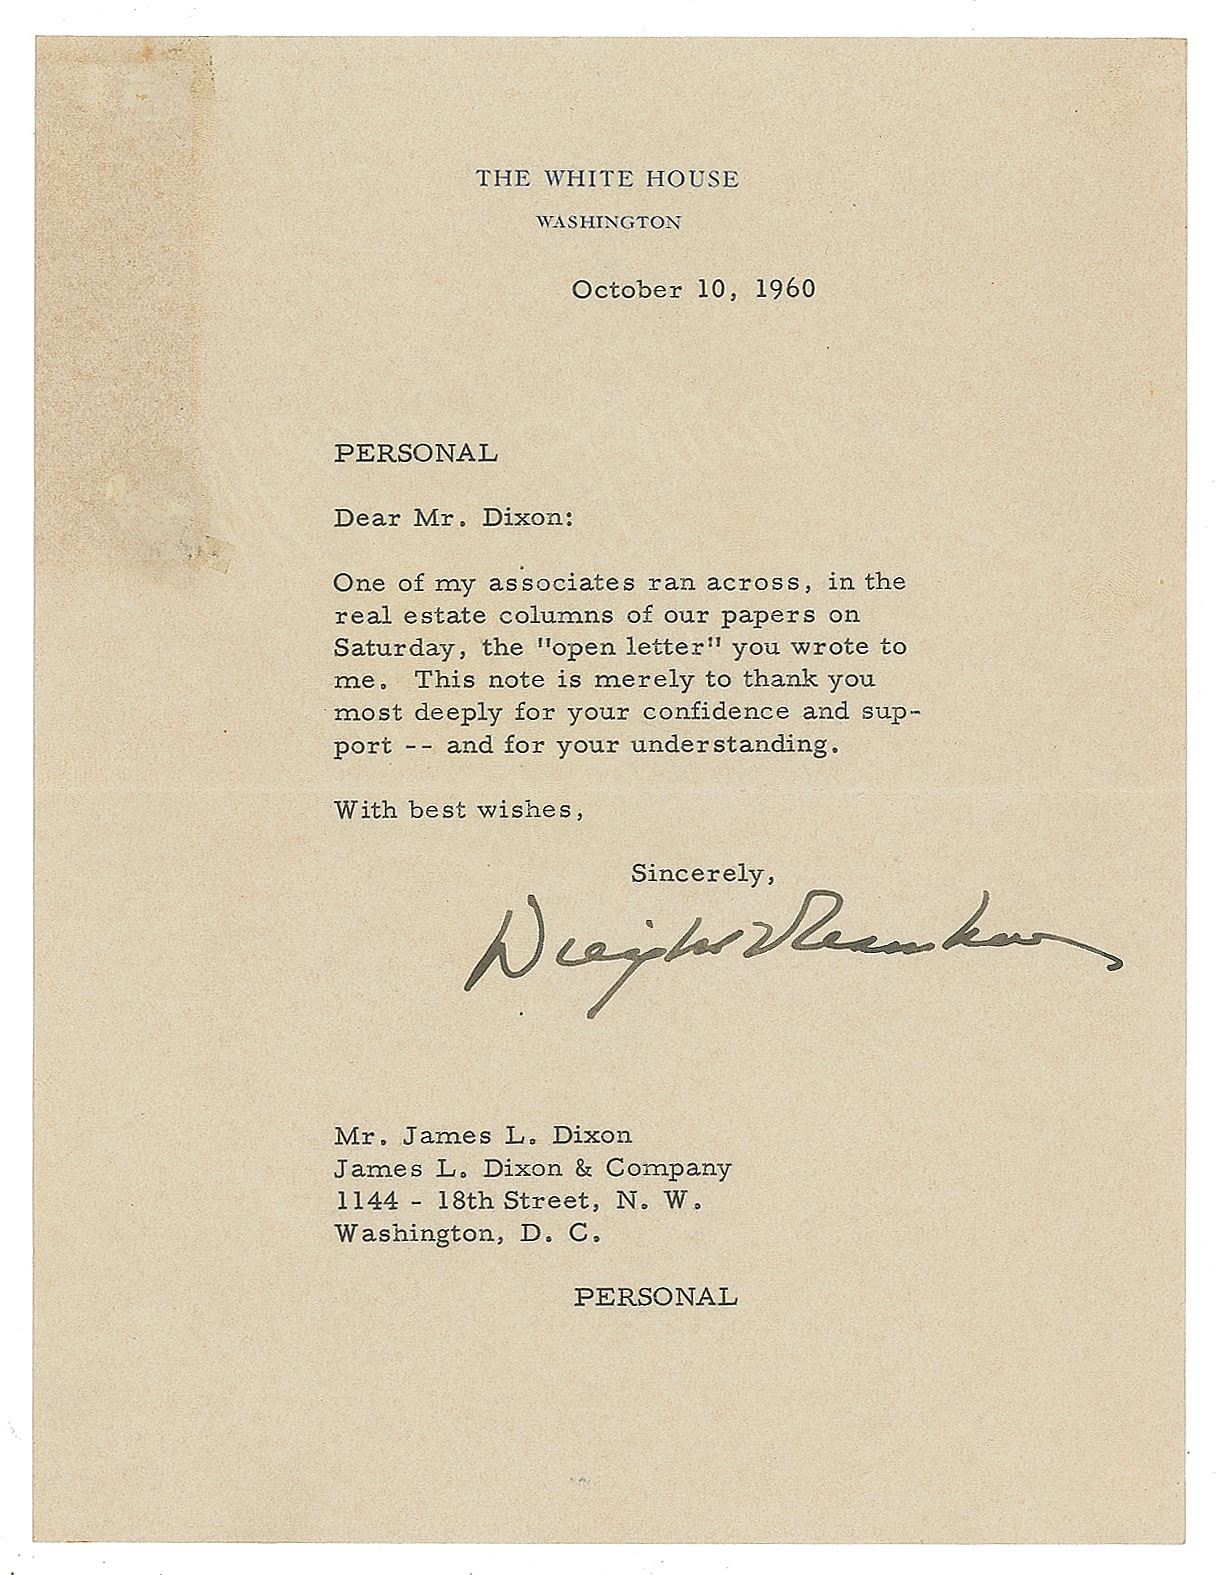 THE WHITE HOUSE
WASHINGTON
October 10, 1960
PERSONAL
Dear Mr. Dixon:
One of my associates ran across, in the
real estate columns of our papers on
Saturday, the "open letter" you wrote to
me. This note is merely to thank you
most deeply for your confidence and sup-
port -- and for your understanding.
With best wishes,
Sincerely,
Dwight D Eisenhower
Mr. James L. Dixon
James L. Dixon & Company
1144 - 18th Street, N. W.
Washington, D. C.
PERSONAL